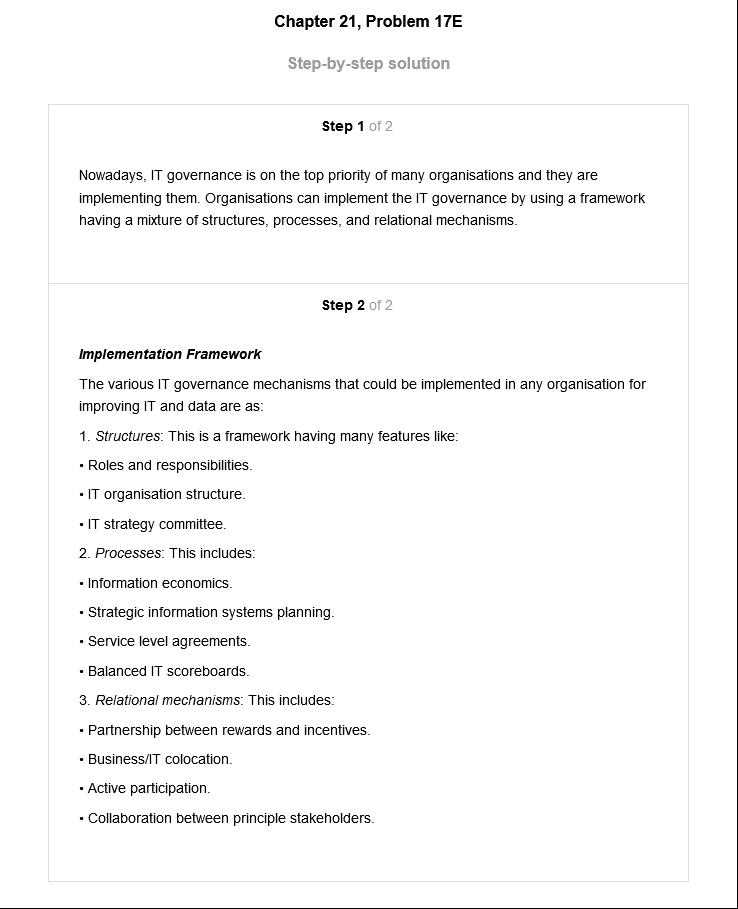 Chapter 21, Problem 17E
Step-by-step solution
Step 1 of 2
Nowadays, IT governance is on the top priority of many organisations and they are
implementing them. Organisations can implement the IT governance by using a framework
having a mixture of structures, processes, and relational mechanisms.
Step 2 of 2
Implementation Framework
The various IT governance mechanisms that could be implemented in any organisation for
improving IT and data are as:
1. Structures: This is a framework having many features like:
• Roles and responsibilities.
• IT organisation structure.
• IT strategy committee.
2. Processes: This includes:
• Information economics.
• Strategic information systems planning.
• Service level agreements.
• Balanced IT scoreboards.
3. Relational mechanisms: This includes:
• Partnership between rewards and incentives.
• Business/IT colocation.
• Active participation.
• Collaboration between principle stakeholders.